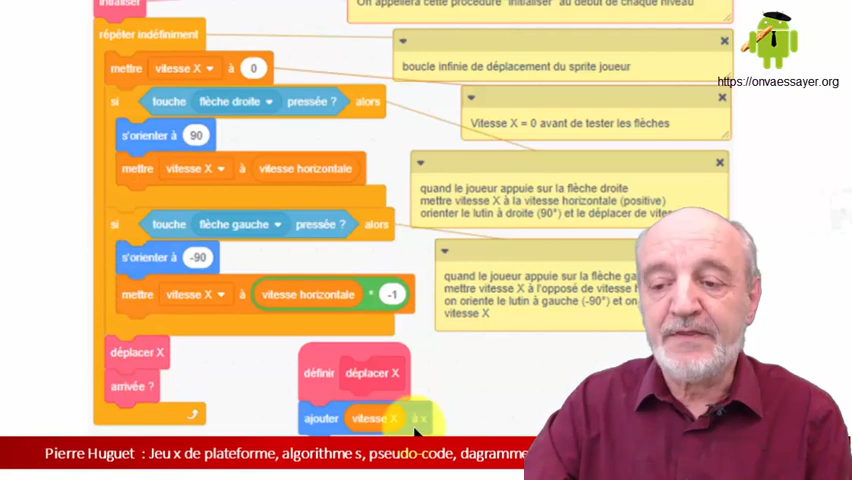 initialiser
On appellera cette procédure "initialiser" au début de chaque niveau
répéter indéfiniment
mettre vitesse X à 0
boucle infinie de déplacement du sprite joueur
https://onvaessayer.org
si touche flèche droite pressée ? alors
Vitesse X = 0 avant de tester les flèches
s'orienter à 90
mettre vitesse X à vitesse horizontale
quand le joueur appuie sur la flèche droite
mettre vitesse X à la vitesse horizontale (positive)
orienter le lutin à droite (90°) et le déplacer de
si touche flèche gauche pressée ? alors
s'orienter à -90
mettre vitesse X à vitesse horizontale * -1
quand le joueur appuie sur la flèche
mettre vitesse X à l'opposé de vitesse
on oriente le lutin à gauche (-90°) et on
vitesse X
déplacer X
arrivée ?
définir déplacer X
ajouter vitesse X à x
Pierre Huguet : Jeu x de plateforme, algorithme s, pseudo-code, dagramme